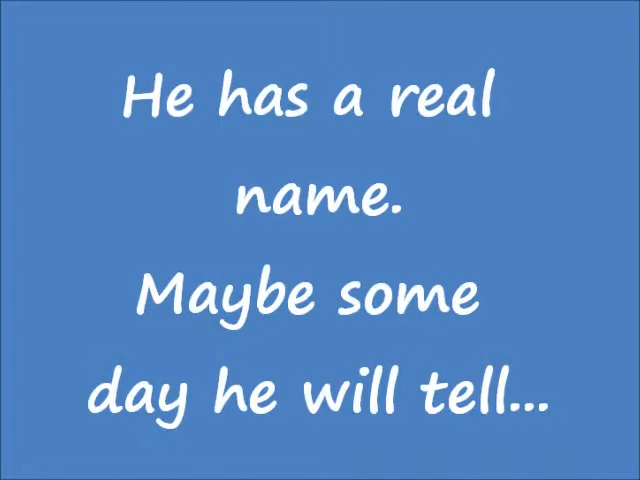 He has a real
name.
Maybe some
day he will tell...